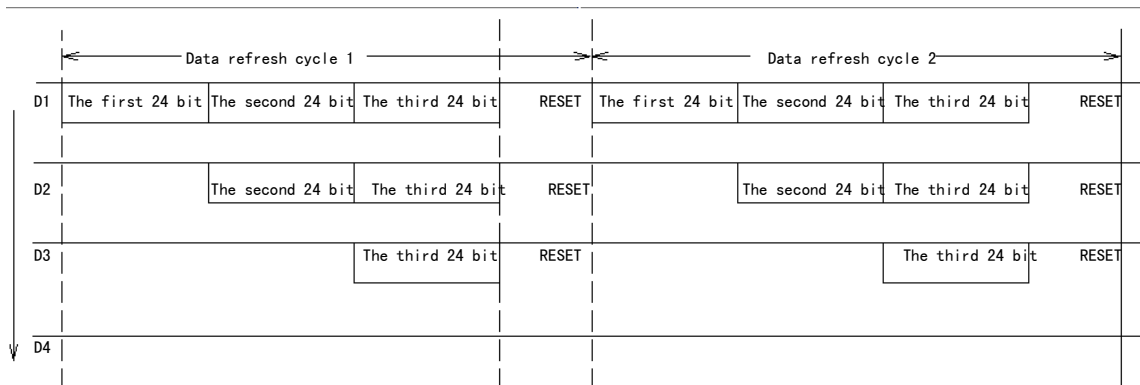 Data refresh cycle 1 Data refresh cycle 2
D1 The first 24 bit The second 24 bit The third 24 bit RESET The first 24 bit The second 24 bit The third 24 bit RESET
D2 The second 24 bit The third 24 bit RESET The second 24 bit The third 24 bit RESET
D3 The third 24 bit RESET The third 24 bit RESET
D4